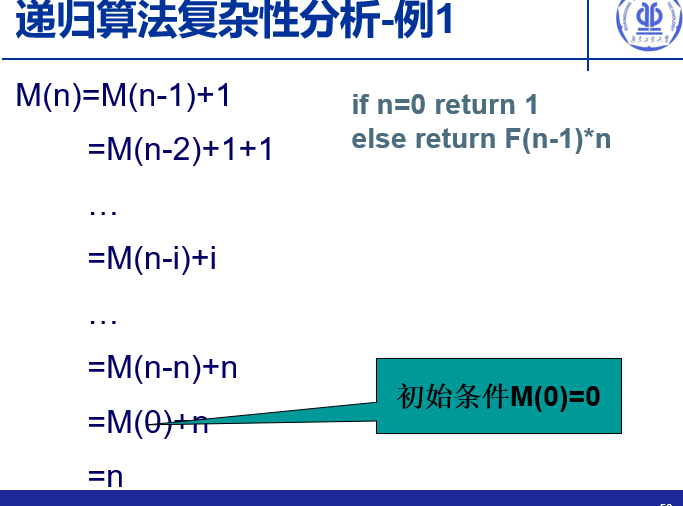 递归算法复杂性分析-例1
M(n)=M(n-1)+1
=M(n-2)+1+1
…
=M(n-i)+i
…
=M(n-n)+n
=M(0)+n
=n
if n=0 return 1
else return F(n-1)*n
初始条件M(0)=0